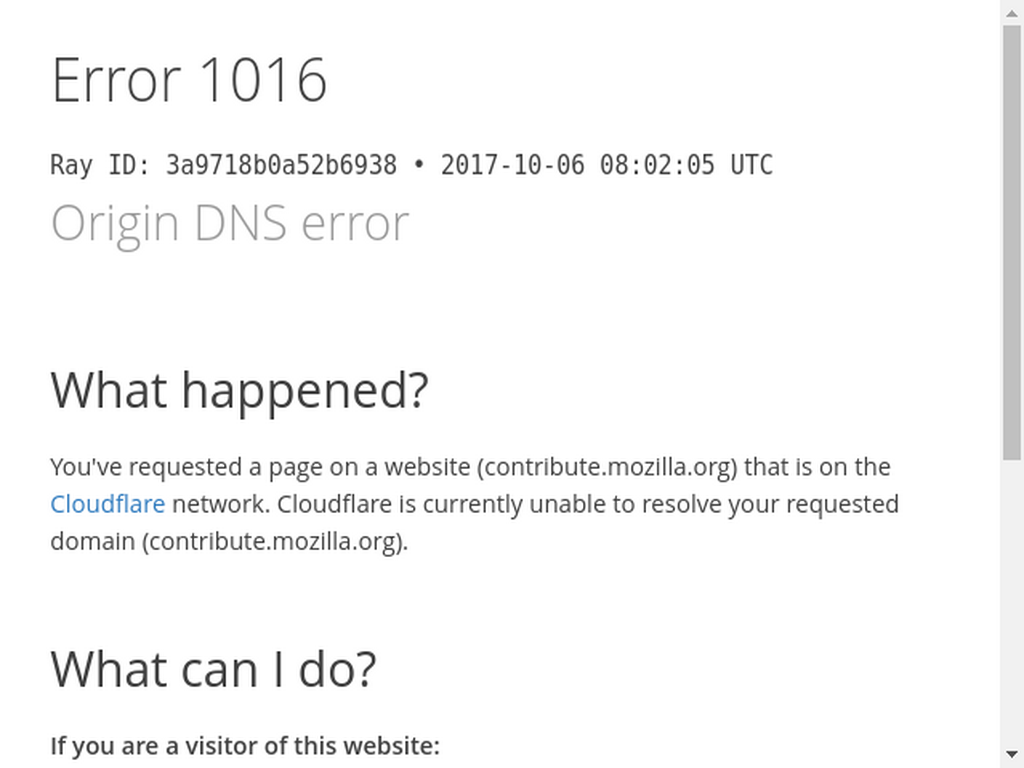 Error 1016
Ray ID: 3a9718b0a52b6938 • 2017-10-06 08:02:05 UTC
Origin DNS error
What happened?
You've requested a page on a website (contribute.mozilla.org) that is on the
Cloudflare network. Cloudflare is currently unable to resolve your requested
domain (contribute.mozilla.org).
What can I do?
If you are a visitor of this website: